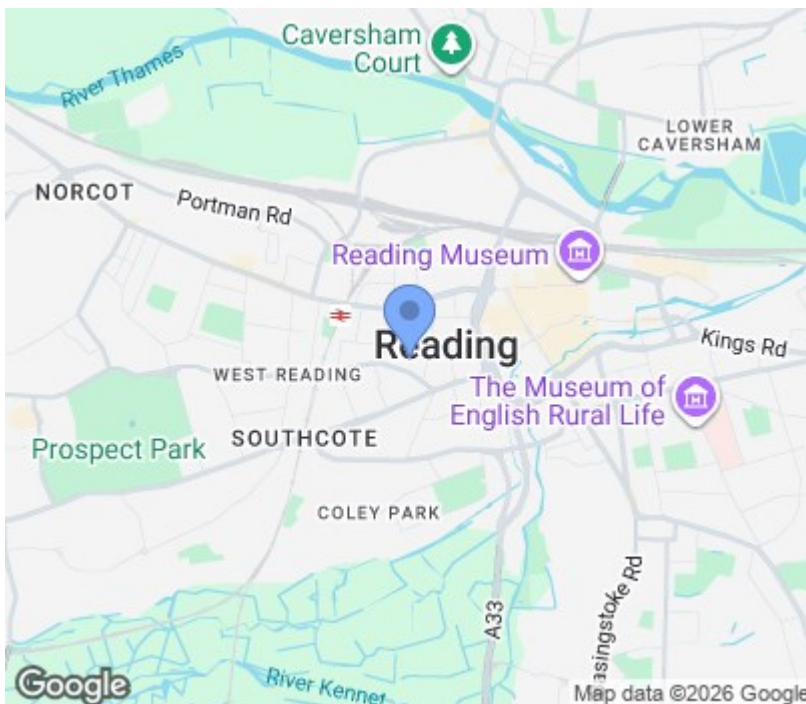 Caversham
Court
River Thames
LOWER
CAVERSHAM
NORCOT
Portman Rd
Reading Museum
Reading
Kings Rd
WEST READING
The Museum of
English Rural Life
Prospect Park
SOUTHCOTE
COLEY PARK
A33
asingstoke Rd
River Kennet
Google
Map data ©2026 Google